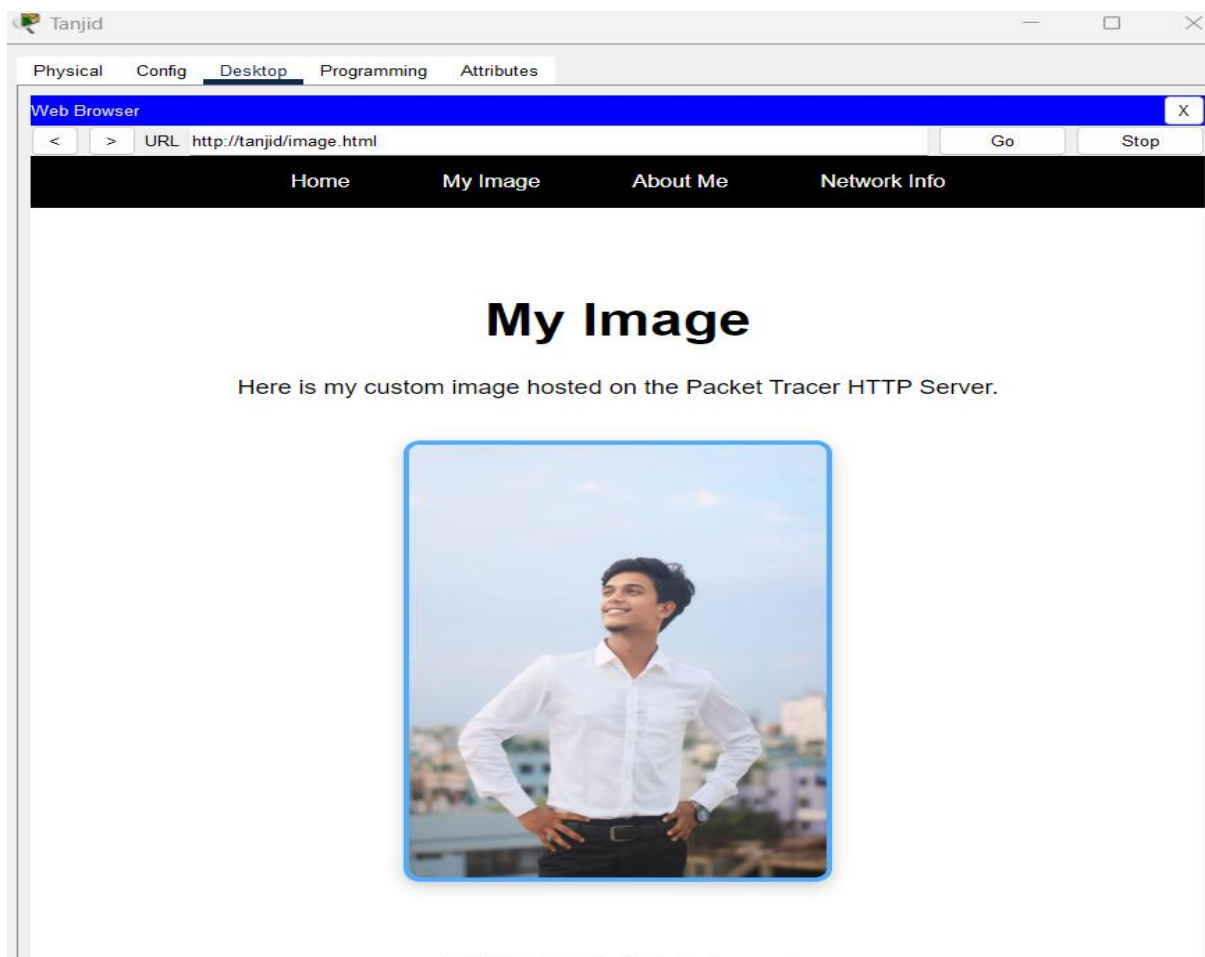 Tanjid
Physical Config Desktop Programming Attributes
Web Browser X
< > URL http://tanjid/image.html Go Stop
Home My Image About Me Network Info
My Image
Here is my custom image hosted on the Packet Tracer HTTP Server.